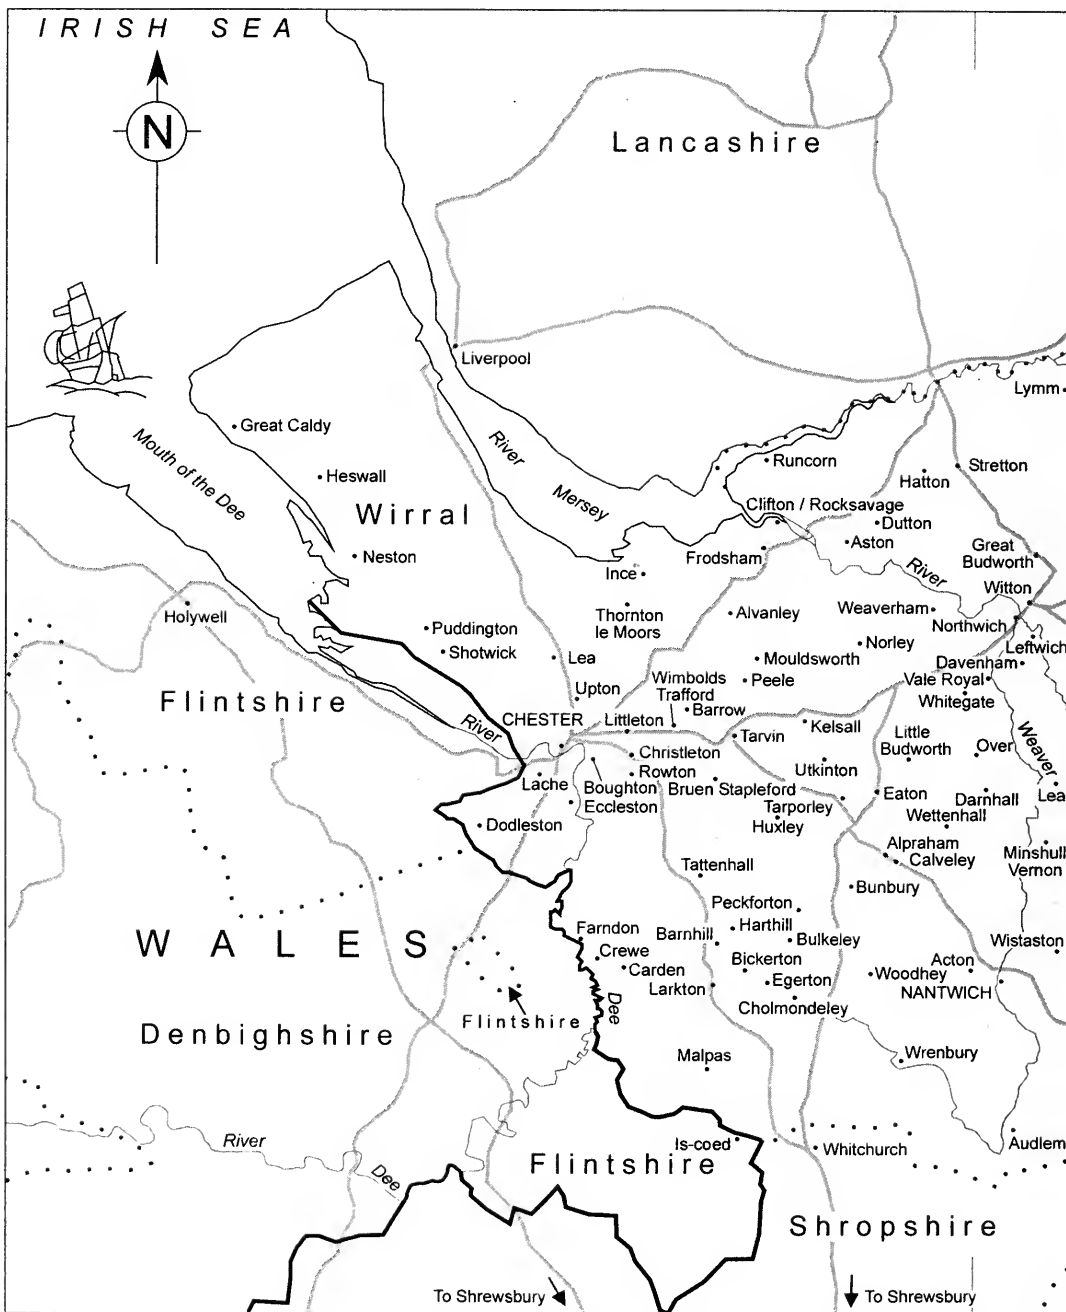 IRISH SEA
N
Lancashire
Liverpool
Lymm
Great Caldy
Mouth of the Dee
River
Mersey
Runcorn
Stretton
Hatton
Heswall
Wirral
Clifton / Rocksavage
Dutton
Aston
Great
Budworth
Neston
Frodsham
Ince
River
Witton
Holywell
Thornton
le Moors
Alvanley
Weaverham
Northwich
Leftwich
Puddington
Shotwick
Lea
Mouldsworth
Norley
Davenham
Vale Royal
Whitegate
Flintshire
Upton
Wimbolds
Trafford
Peele
Barrow
River
CHESTER
Littleton
Tarvin
Kelsall
Little
Budworth
Over
Weaver
Christleton
Rowton
Utkinton
Lache
Boughton
Eccleston
Bruen Stapleford
Tarporley
Huxley
Eaton
Darnhall
Lea
Wettenhall
Dodleston
Alpraham
Calveley
Minshull
Vernon
Tattenhall
Bunbury
Peckforton
WALES
Farndon
Barnhill
Harthill
Bulkeley
Wistaston
Crewe
Carden
Larkton
Bickerton
Egerton
Woodhey
Acton
NANTWICH
Cholmondeley
Flintshire
Dee
Denbighshire
Malpas
Wrenbury
River
Dee
Is-coed
Whitchurch
Audlem
Flintshire
Shropshire
To Shrewsbury
To Shrewsbury